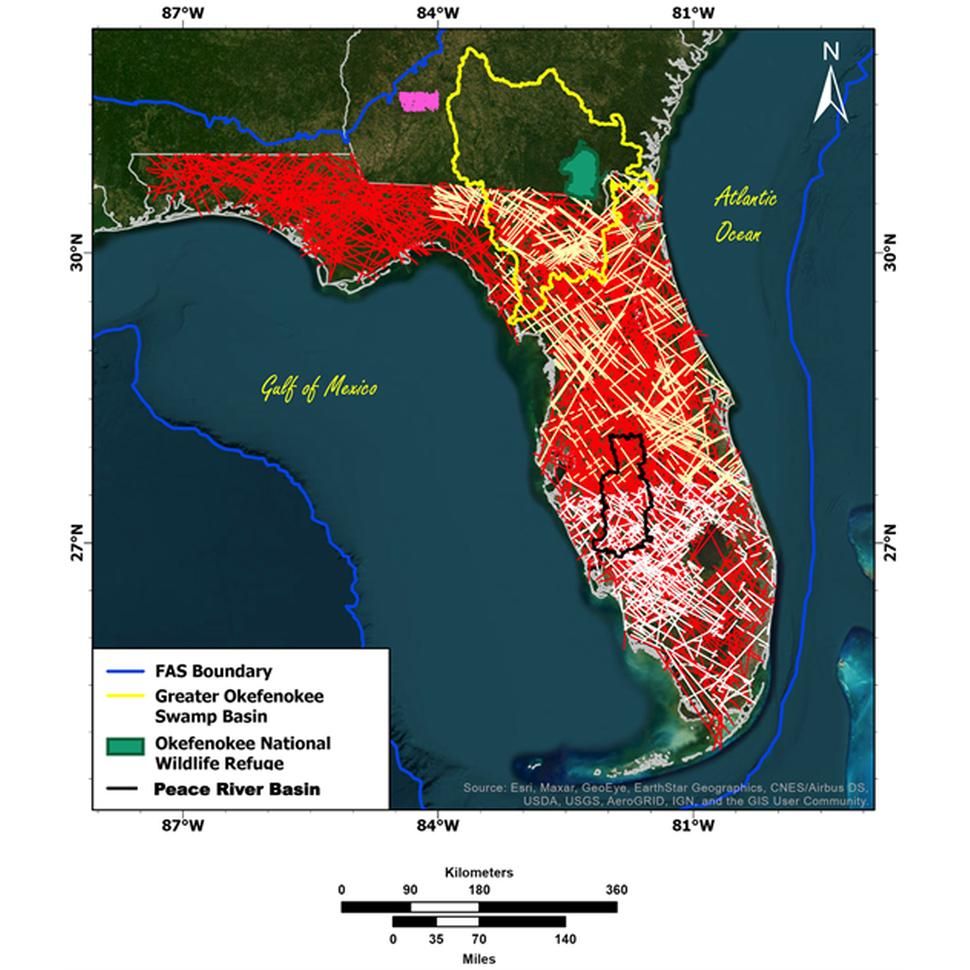 87°W 84°W 81°W
N
Atlantic
Ocean
30°N 30°N
Gulf of Mexico
27°N 27°N
FAS Boundary
Greater Okefenokee
Swamp Basin
Okefenokee National
Wildlife Refuge
Peace River Basin
Source: Esri, Maxar, GeoEye, EarthStar Geographics, CNES/Airbus DS,
USDA, USGS, AeroGRID, IGN, and the GIS User Community.
87°W 84°W 81°W
Kilometers
0 90 180 360
0 35 70 140
Miles